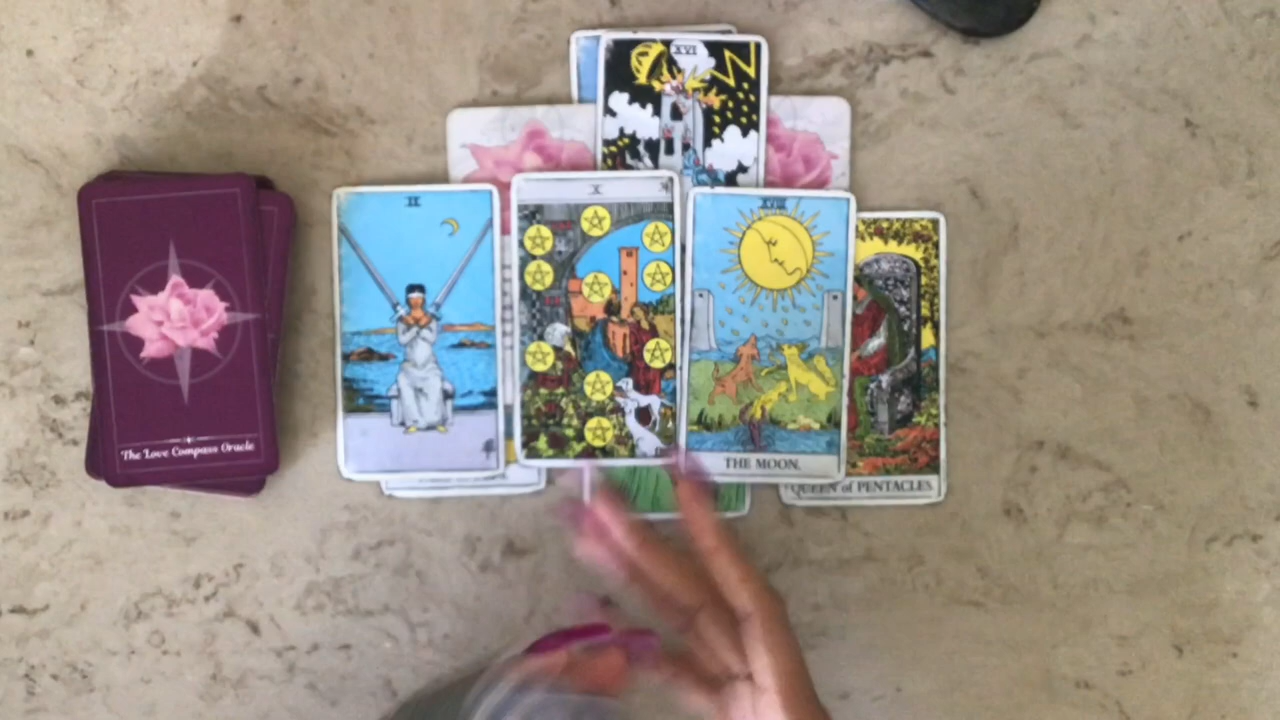 XVI
II
X
XVIII
THE MOON.
QUEEN of PENTACLES.
The Love Compass Oracle